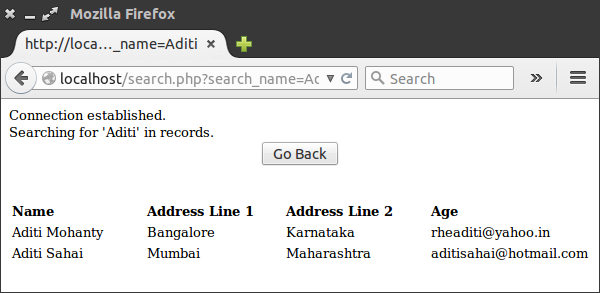 Mozilla Firefox
http://loca..._name=Aditi
localhost/search.php?search_name=Ad
Search
Connection established.
Searching for 'Aditi' in records.
Go Back
Name Address Line 1 Address Line 2 Age
Aditi Mohanty Bangalore Karnataka rheaditi@yahoo.in
Aditi Sahai Mumbai Maharashtra aditisahai@hotmail.com